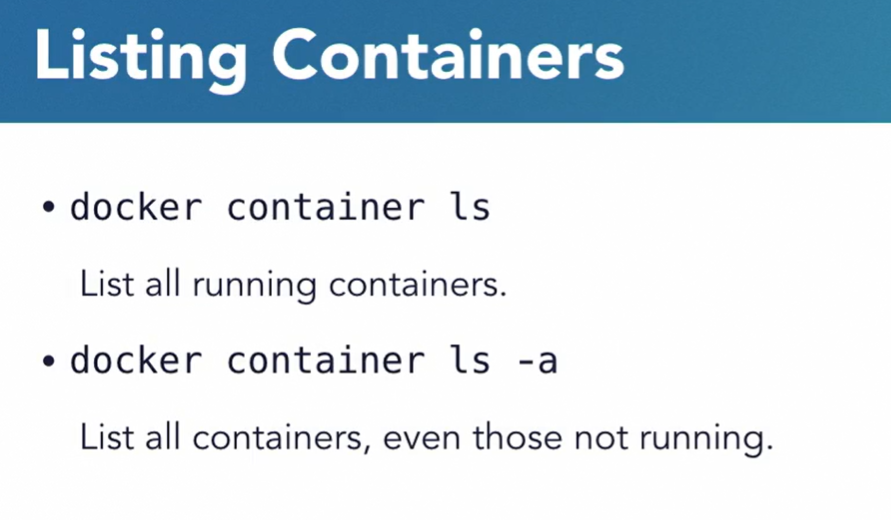 Listing Containers
• docker container ls
List all running containers.
• docker container ls -a
List all containers, even those not running.